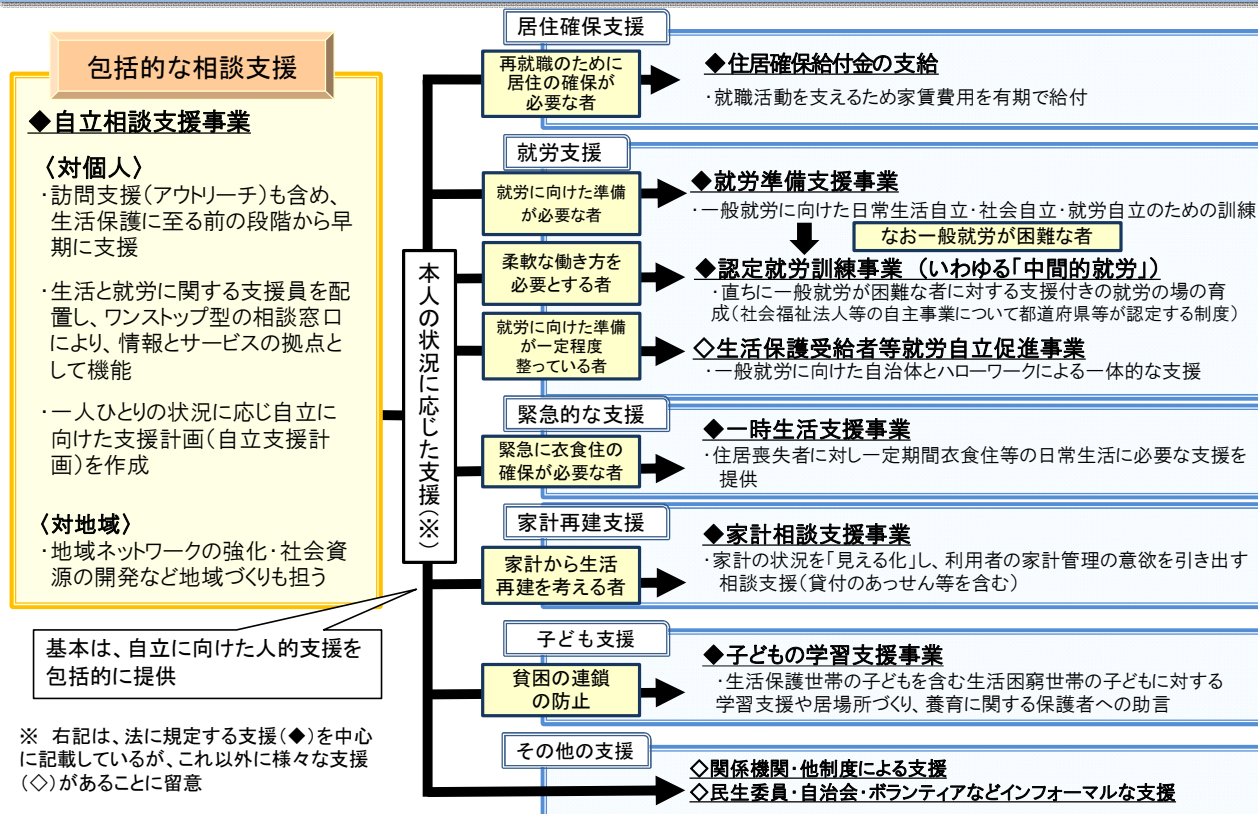 包括的な相談支援
◆自立相談支援事業
〈対個人〉
・訪問支援(アウトリーチ)も含め、
生活保護に至る前の段階から早
期に支援
・生活と就労に関する支援員を配
置し、ワンストップ型の相談窓口
により、情報とサービスの拠点と
して機能
・一人ひとりの状況に応じ自立に
向けた支援計画(自立支援計
画)を作成
〈対地域〉
・地域ネットワークの強化・社会資
源の開発など地域づくりも担う
基本は、自立に向けた人的支援を
包括的に提供
※ 右記は、法に規定する支援(◆)を中心
に記載しているが、これ以外に様々な支援
(◇)があることに留意
本人の状況に応じた支援(※)
居住確保支援
再就職のために
居住の確保が
必要な者
◆住居確保給付金の支給
・就職活動を支えるため家賃費用を有期で給付
就労支援
就労に向けた準備
が必要な者
◆就労準備支援事業
・一般就労に向けた日常生活自立・社会自立・就労自立のための訓練
なお一般就労が困難な者
柔軟な働き方を
必要とする者
◆認定就労訓練事業 (いわゆる「中間的就労」)
・直ちに一般就労が困難な者に対する支援付きの就労の場の育
成(社会福祉法人等の自主事業について都道府県等が認定する制度)
就労に向けた準備
が一定程度
整っている者
◇生活保護受給者等就労自立促進事業
・一般就労に向けた自治体とハローワークによる一体的な支援
緊急的な支援
緊急に衣食住の
確保が必要な者
◆一時生活支援事業
・住居喪失者に対し一定期間衣食住等の日常生活に必要な支援を
提供
家計再建支援
家計から生活
再建を考える者
◆家計相談支援事業
・家計の状況を「見える化」し、利用者の家計管理の意欲を引き出す
相談支援(貸付のあっせん等を含む)
子ども支援
貧困の連鎖
の防止
◆子どもの学習支援事業
・生活保護世帯の子どもを含む生活困窮世帯の子どもに対する
学習支援や居場所づくり、養育に関する保護者への助言
その他の支援
◇関係機関・他制度による支援
◇民生委員・自治会・ボランティアなどインフォーマルな支援